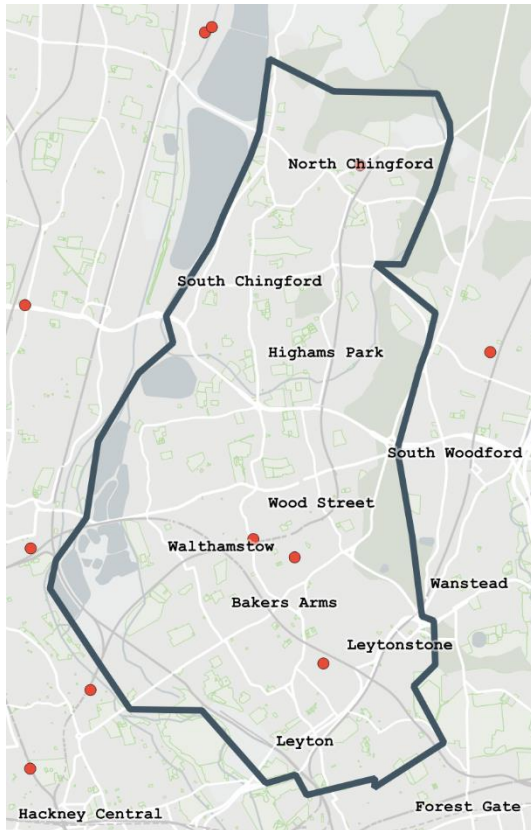 North Chingford
South Chingford
Highams Park
South Woodford
Wood Street
Walthamstow
Wanstead
Bakers Arms
Leytonstone
Leyton
Forest Gate
Hackney Central